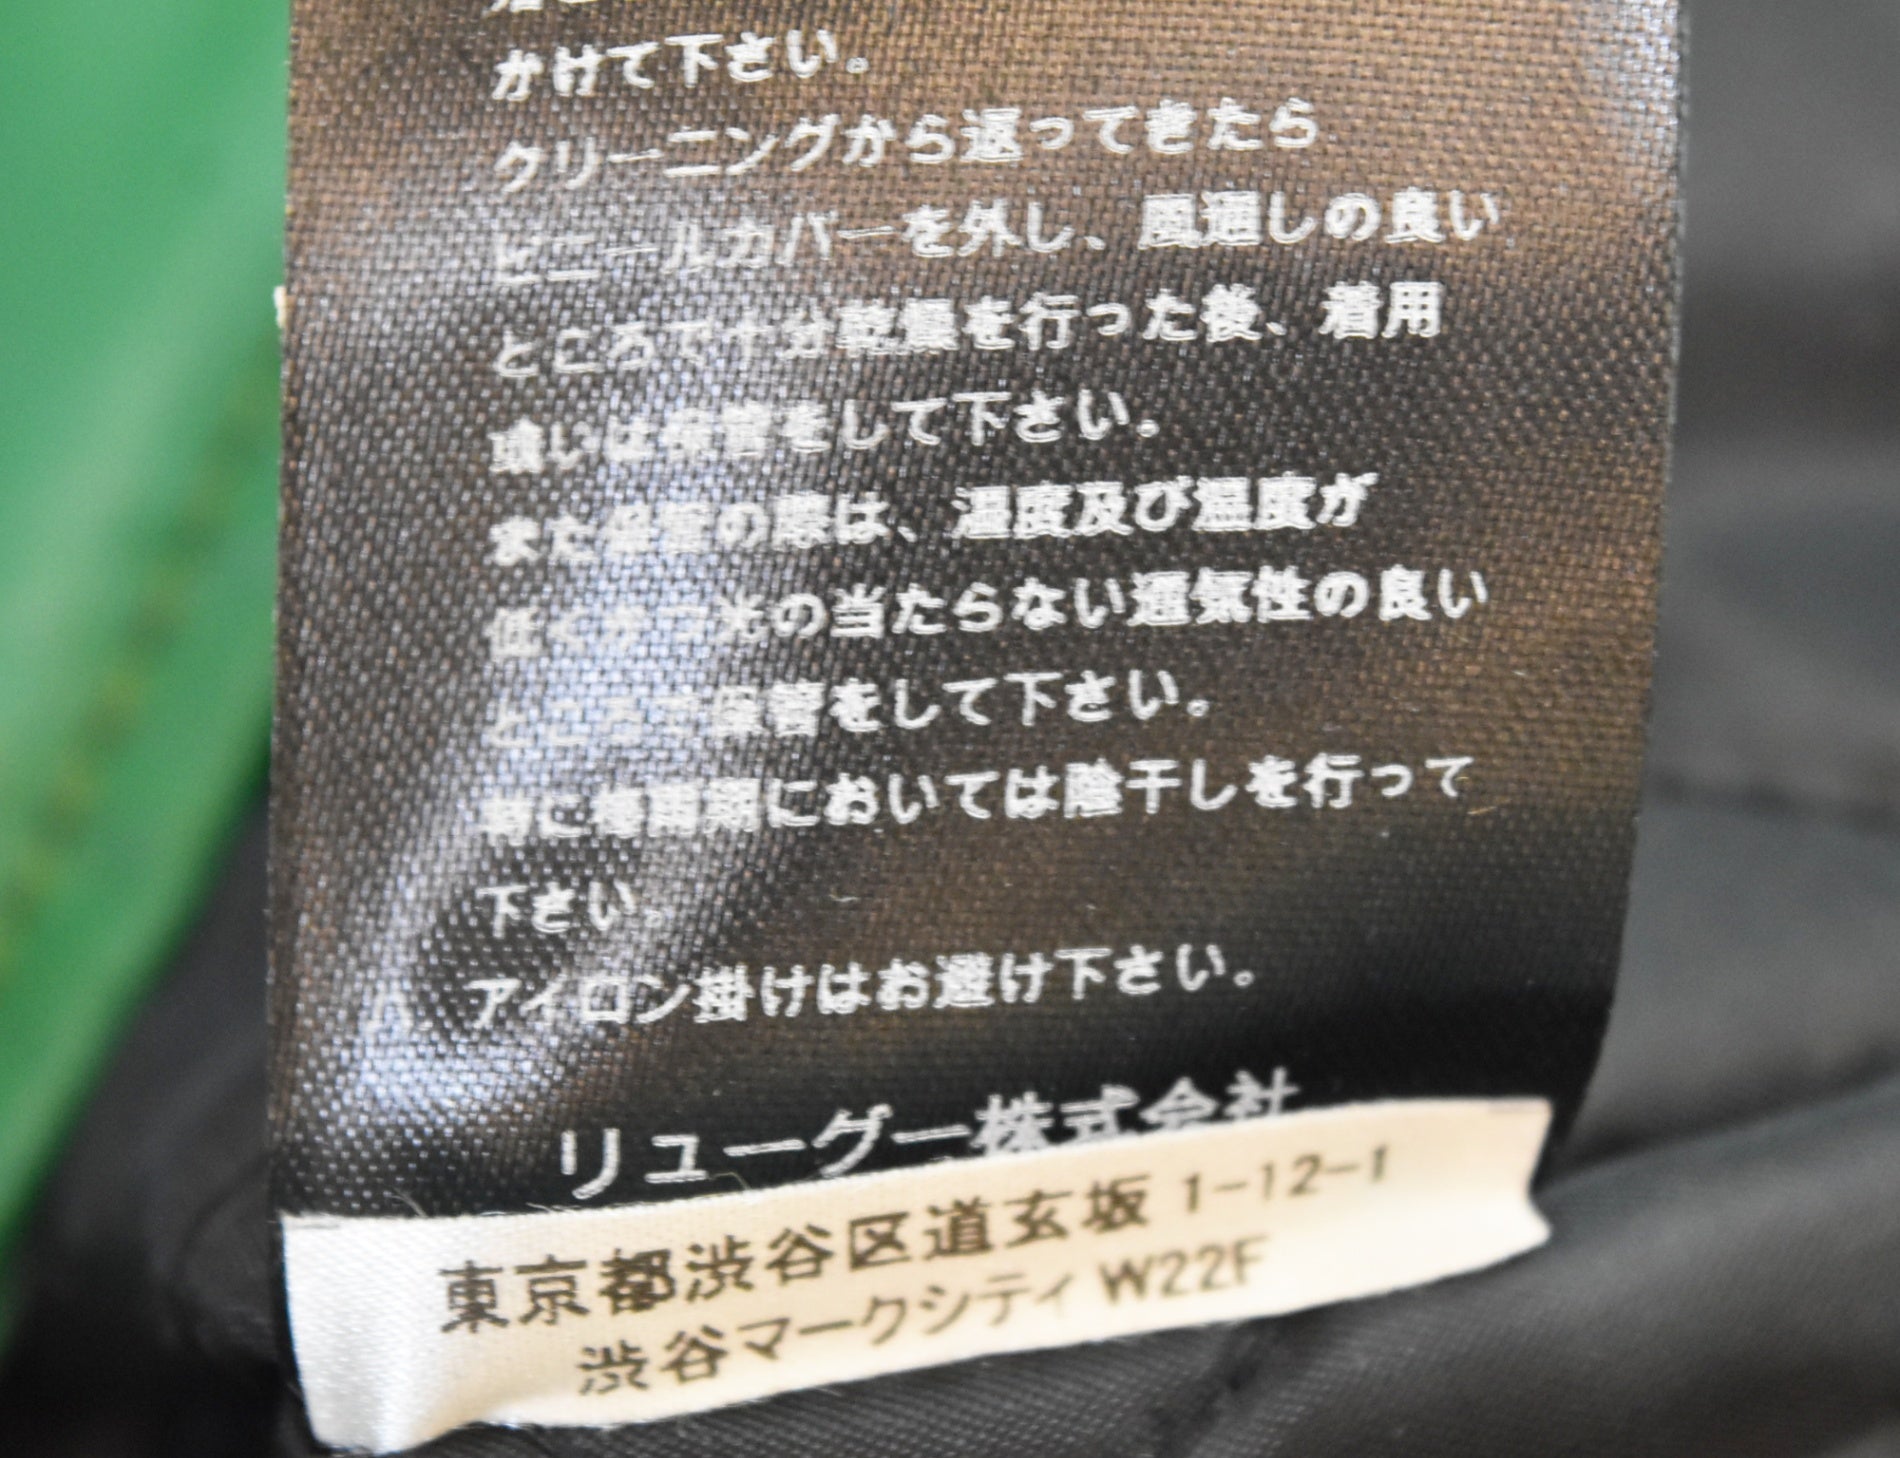 かけて下さい。
クリーニングから返ってきたら
ビニールカバーを外し、風通しの良い
ところで十分乾燥を行った後、着用
或いは保管をして下さい。
また保管の際は、温度及び湿度が
低くかつ光の当たらない通気性の良い
ところで保管をして下さい。
特に梅雨期においては陰干しを行って
下さい。
アイロン掛けはお避け下さい。
リューグー株式会社
東京都渋谷区道玄坂 1-12-1
渋谷マークシティ W22F